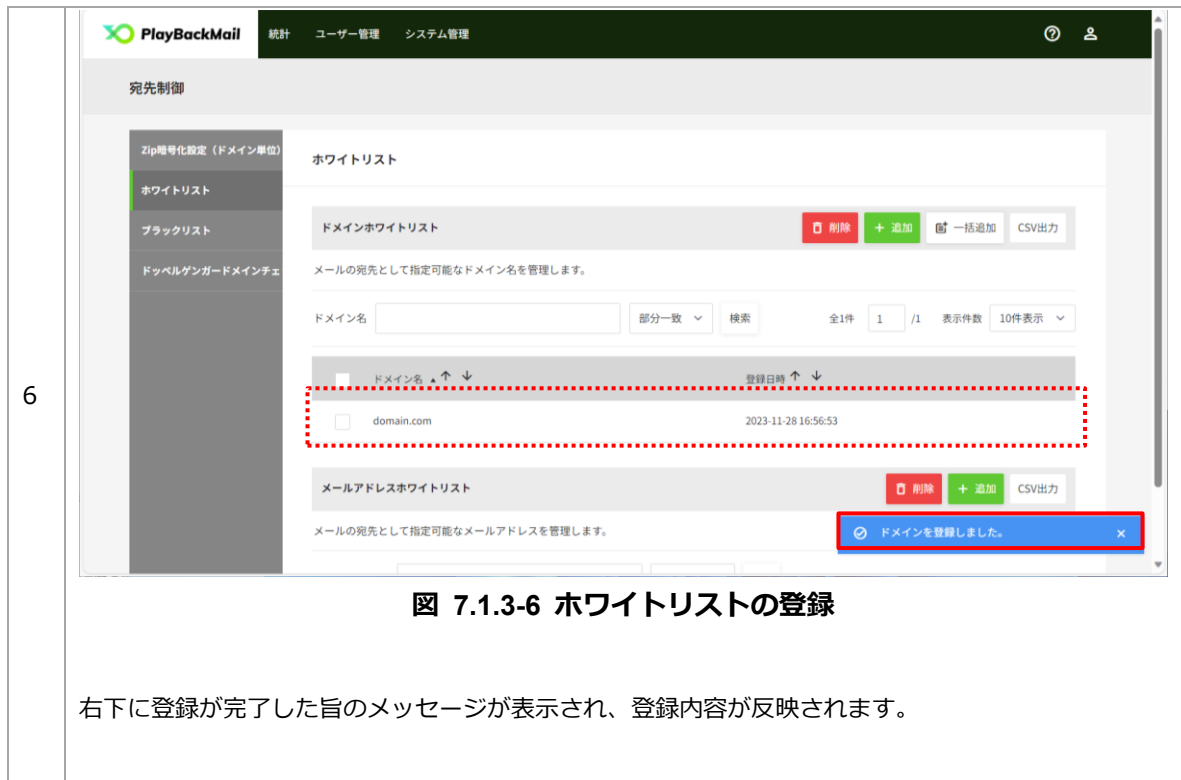 PlayBackMail 統計 ユーザー管理 システム管理
宛先制御
Zip暗号化設定（ドメイン単位）
ホワイトリスト
ブラックリスト
ドッペルゲンガードメインチェ
ホワイトリスト
ドメインホワイトリスト 削除 + 追加 一括追加 CSV出力
メールの宛先として指定可能なドメイン名を管理します。
ドメイン名 部分一致 検索 全1件 1 /1 表示件数 10件表示
ドメイン名 ▲ ↑ ↓ 登録日時 ↑ ↓
domain.com 2023-11-28 16:56:53
メールアドレスホワイトリスト 削除 + 追加 CSV出力
メールの宛先として指定可能なメールアドレスを管理します。
ドメインを登録しました。 ×
6
図 7.1.3-6 ホワイトリストの登録
右下に登録が完了した旨のメッセージが表示され、登録内容が反映されます。